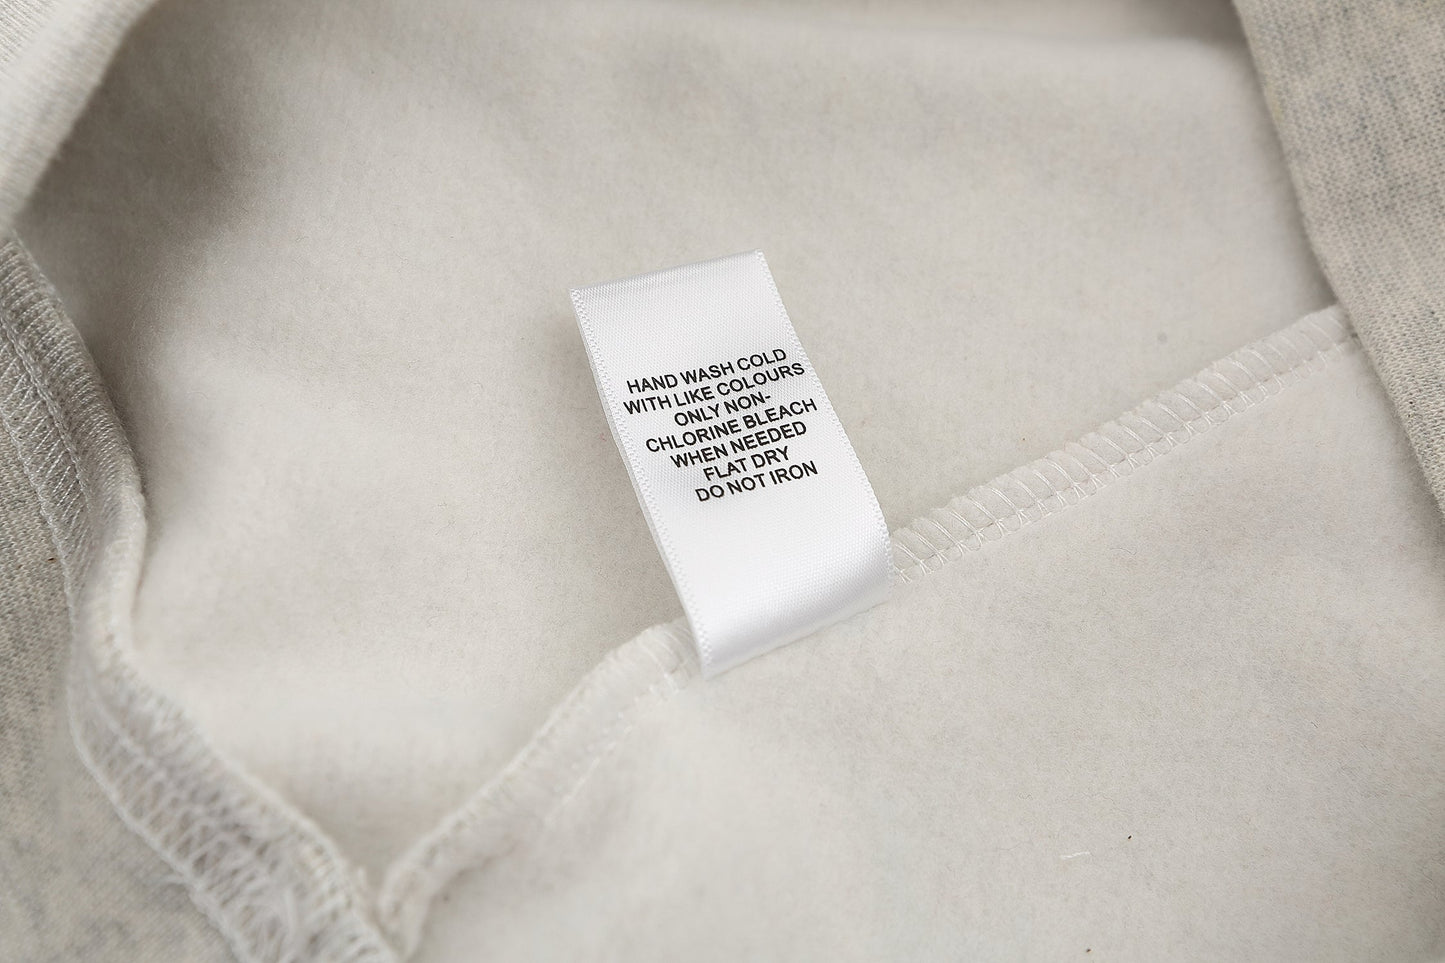 HAND WASH COLD
WITH LIKE COLOURS
ONLY NON-
CHLORINE BLEACH
WHEN NEEDED
FLAT DRY
DO NOT IRON